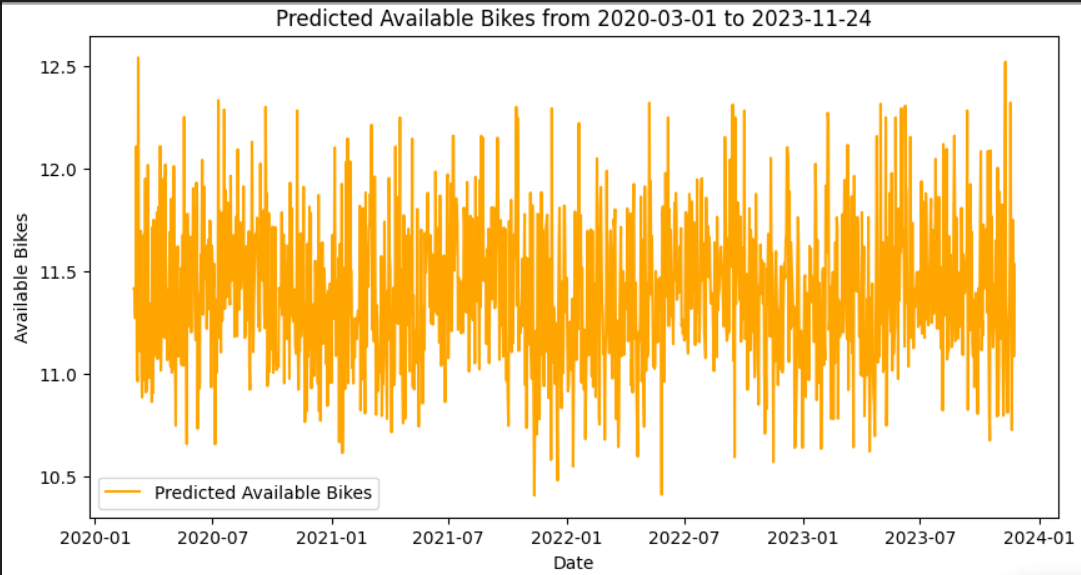 Predicted Available Bikes from 2020-03-01 to 2023-11-24
12.5
12.0
11.5
11.0
10.5
Available Bikes
Predicted Available Bikes
2020-01 2020-07 2021-01 2021-07 2022-01 2022-07 2023-01 2023-07 2024-01
Date